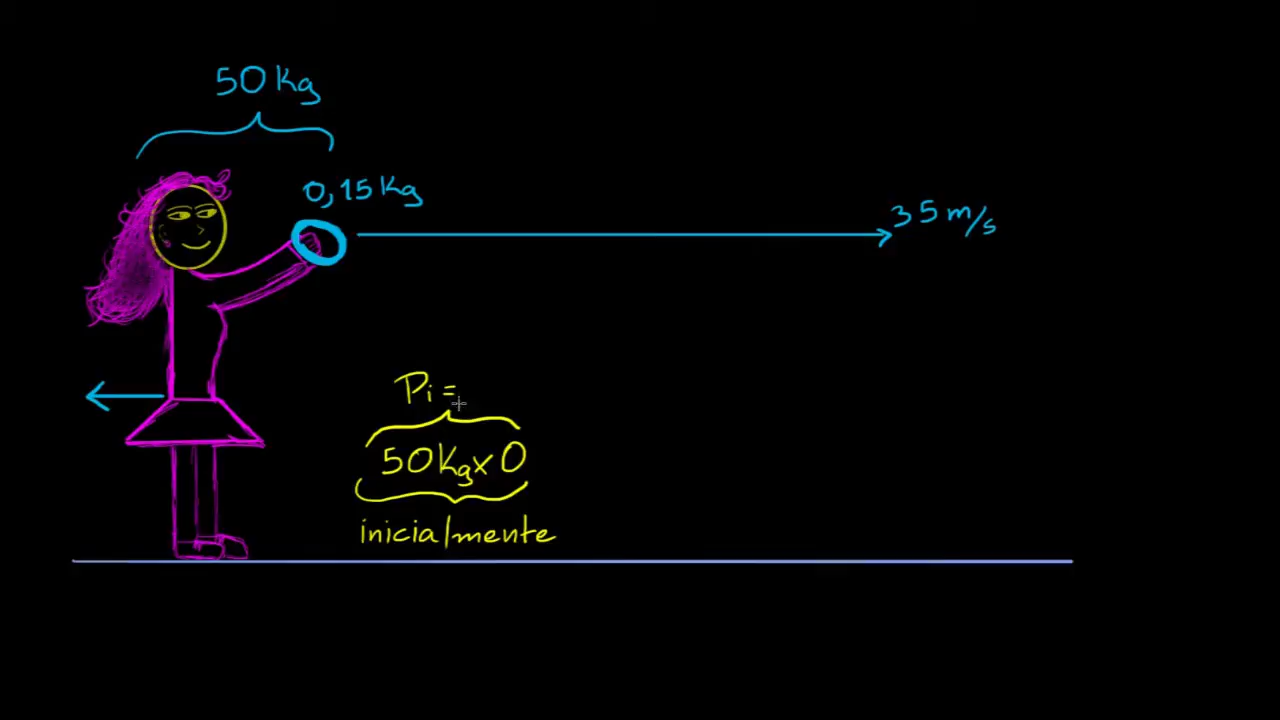 50 Kg
0,15 Kg
35 m/s
Pi =
50Kg x 0
inicialmente